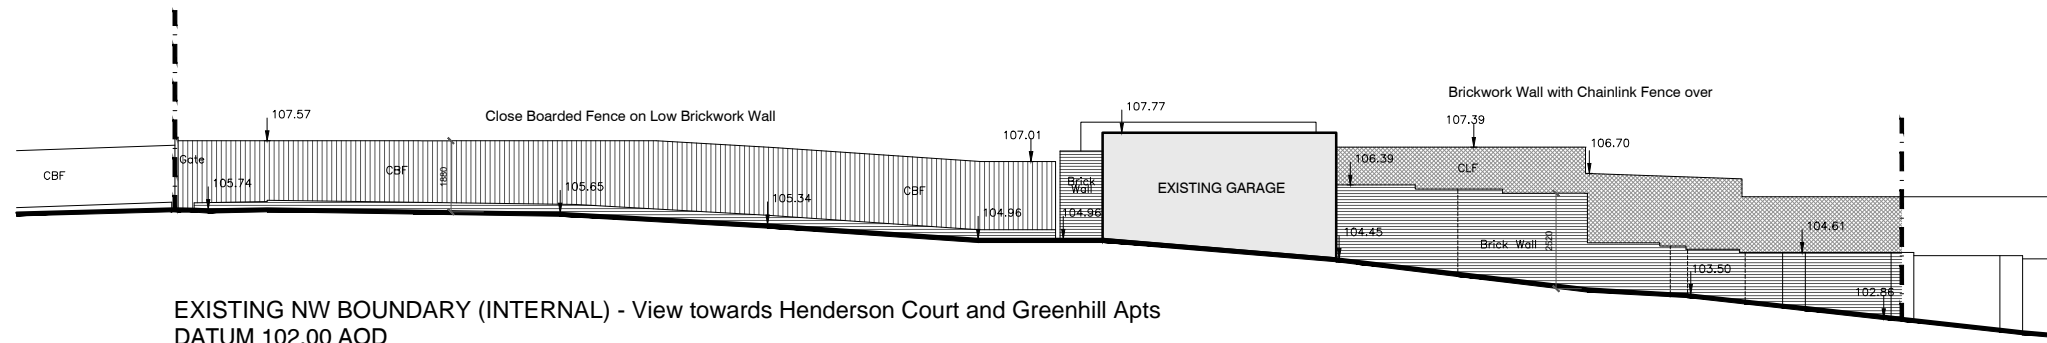 Brickwork Wall with Chainlink Fence over
107.57
Close Boarded Fence on Low Brickwork Wall
107.77
107.39
107.01
106.70
Gate
CBF
CBF
1880
105.74
105.65
105.34
CBF
104.96
Brick
Wall
104.96
EXISTING GARAGE
106.39
CLF
104.45
Brick Wall
2520
104.61
103.50
102.86
EXISTING NW BOUNDARY (INTERNAL) - View towards Henderson Court and Greenhill Apts
DATUM 102.00 AOD